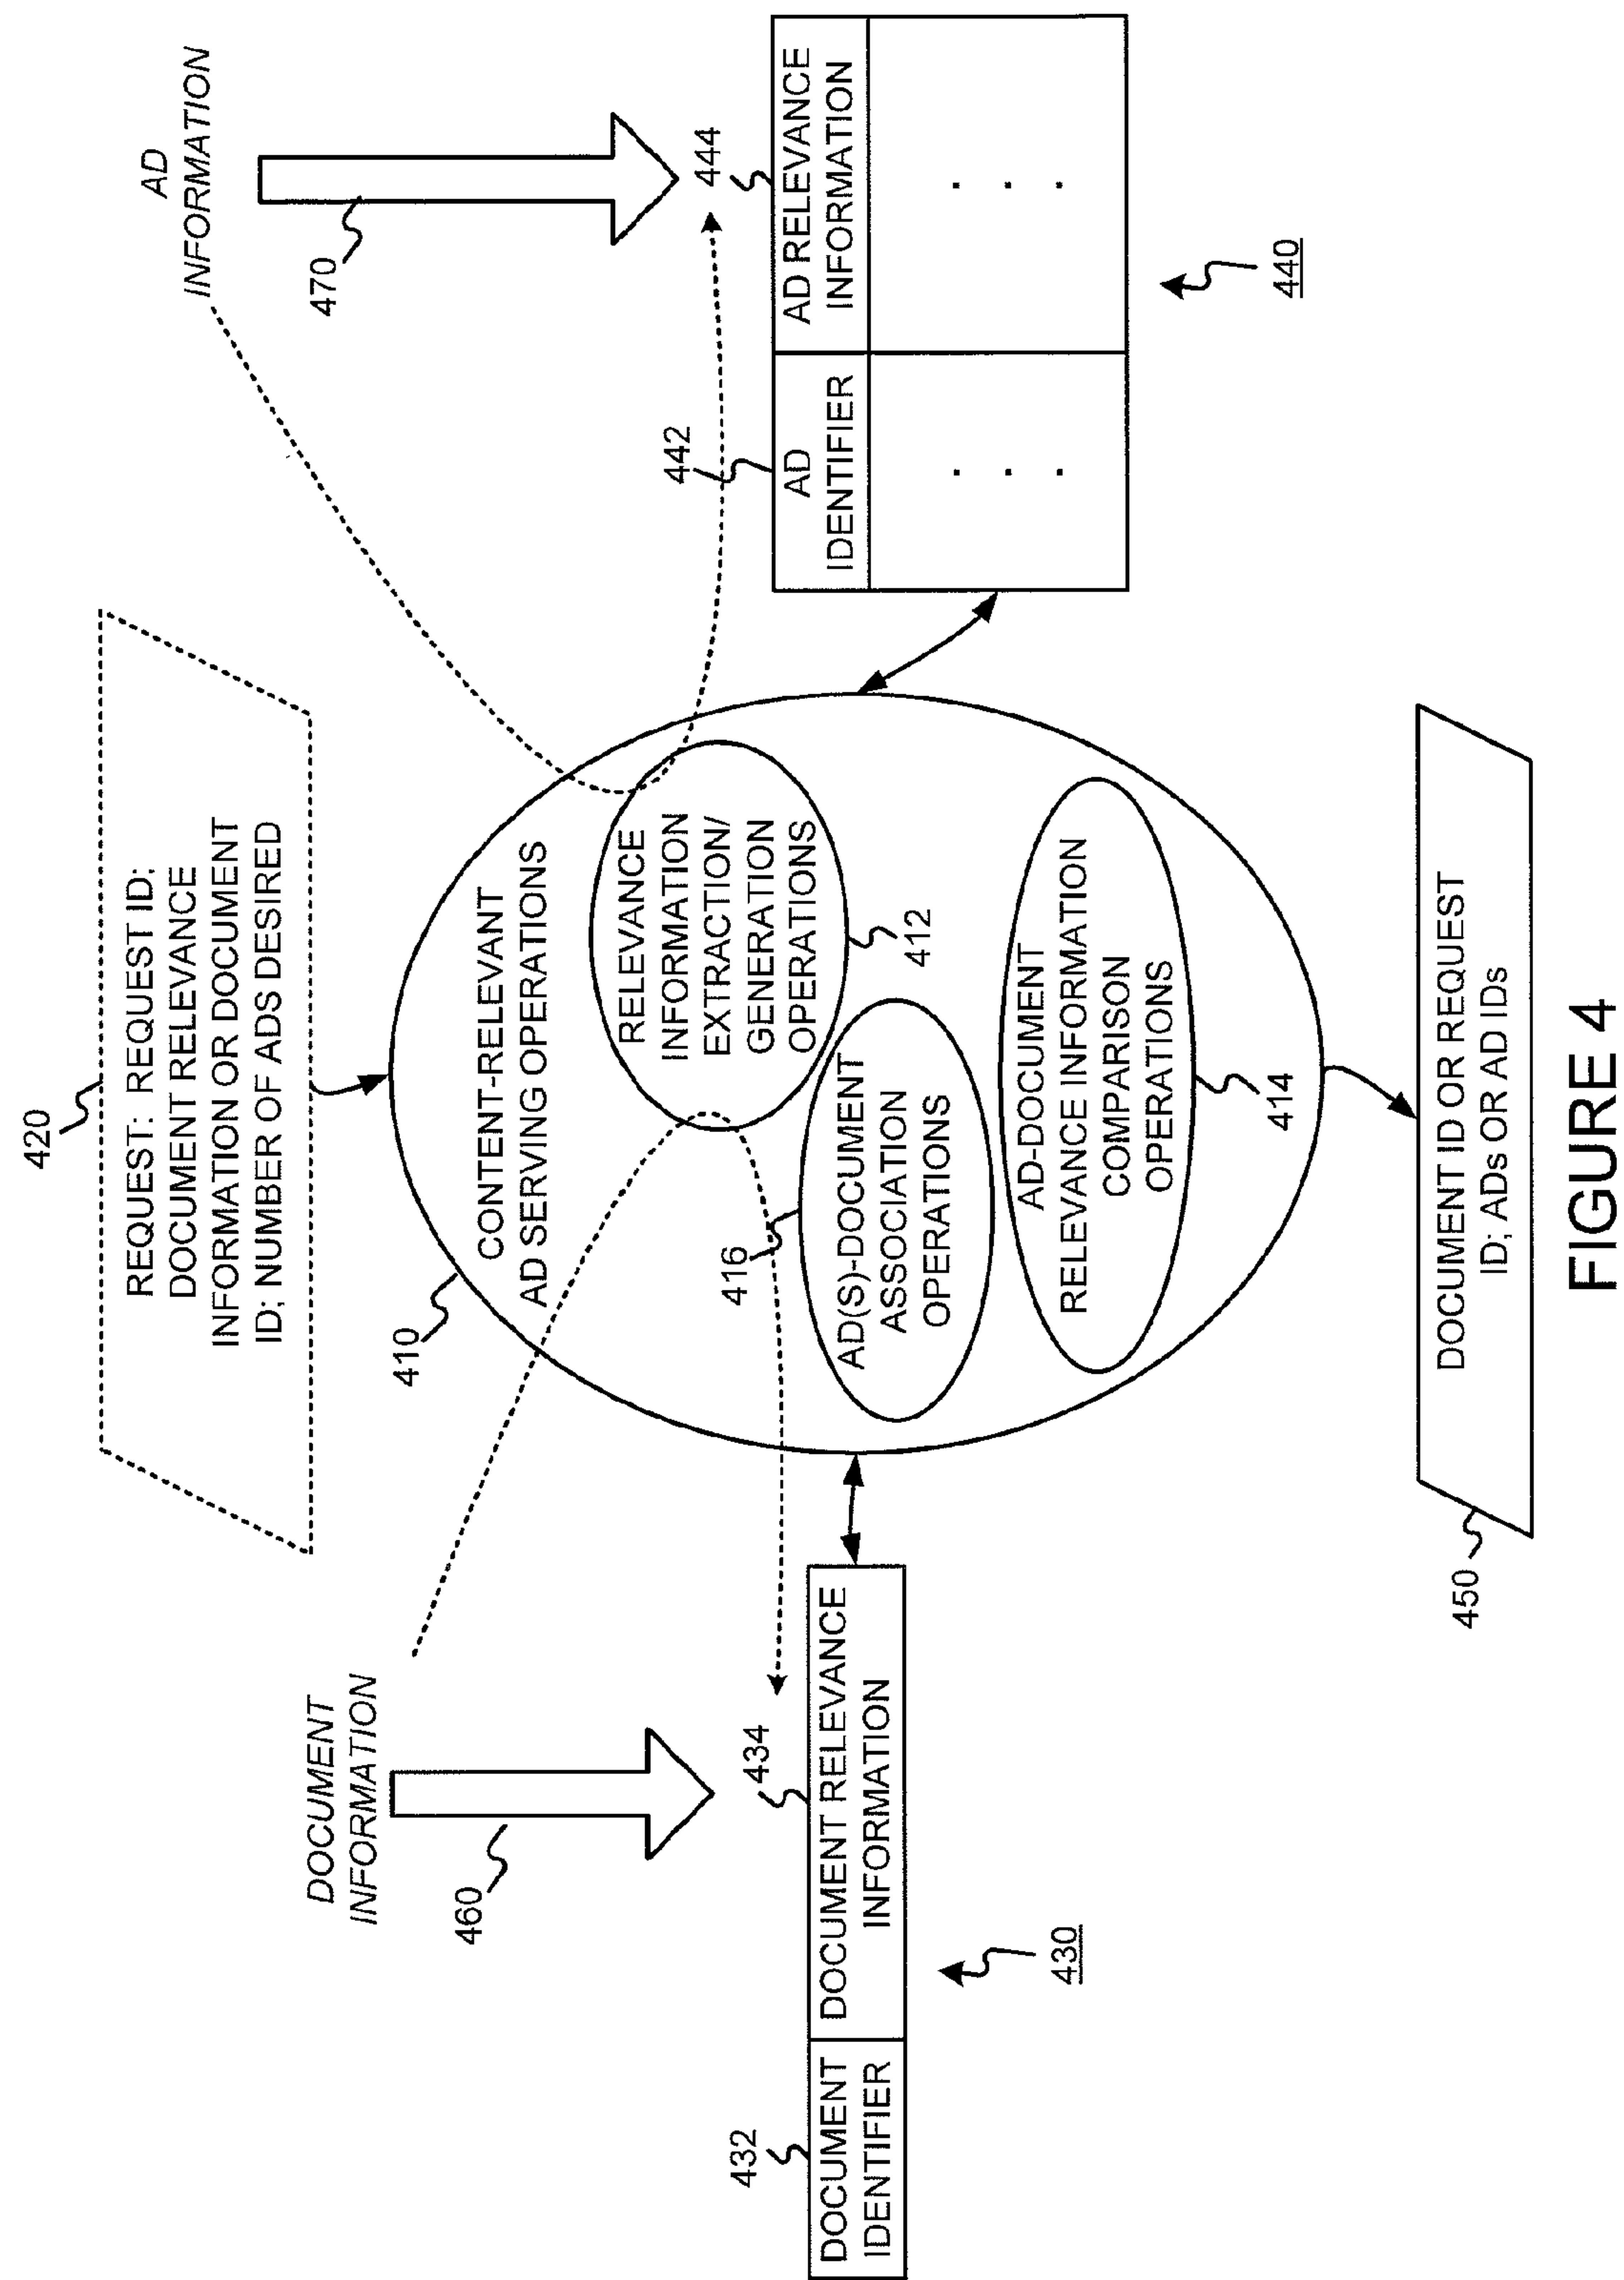 420
REQUEST: REQUEST ID;
DOCUMENT RELEVANCE
INFORMATION OR DOCUMENT
ID; NUMBER OF ADS DESIRED
AD
INFORMATION
470
DOCUMENT
INFORMATION
460
410
CONTENT-RELEVANT
AD SERVING OPERATIONS
RELEVANCE
INFORMATION
EXTRACTION/
GENERATION
OPERATIONS
412
416
AD(S)-DOCUMENT
ASSOCIATION
OPERATIONS
AD-DOCUMENT
RELEVANCE INFORMATION
COMPARISON
OPERATIONS
414
432
434
DOCUMENT
IDENTIFIER
DOCUMENT RELEVANCE
INFORMATION
430
442
444
AD
IDENTIFIER
AD RELEVANCE
INFORMATION
. . .
. . .
440
450
DOCUMENT ID OR REQUEST
ID; ADs OR AD IDs
FIGURE 4